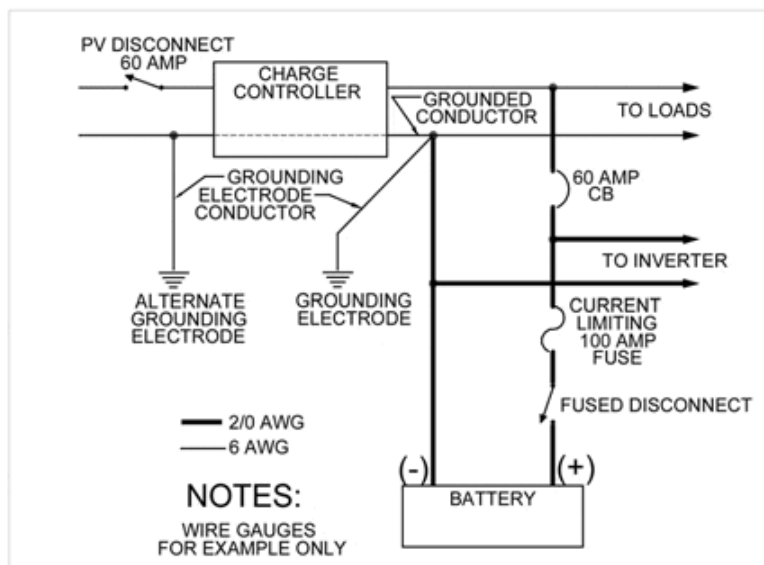 PV DISCONNECT
60 AMP
CHARGE
CONTROLLER
GROUNDED
CONDUCTOR
TO LOADS
GROUNDING
ELECTRODE
CONDUCTOR
60 AMP
CB
TO INVERTER
ALTERNATE
GROUNDING
ELECTRODE
GROUNDING
ELECTRODE
CURRENT
LIMITING
100 AMP
FUSE
FUSED DISCONNECT
2/0 AWG
6 AWG
(-)
(+)
BATTERY
NOTES:
WIRE GAUGES
FOR EXAMPLE ONLY